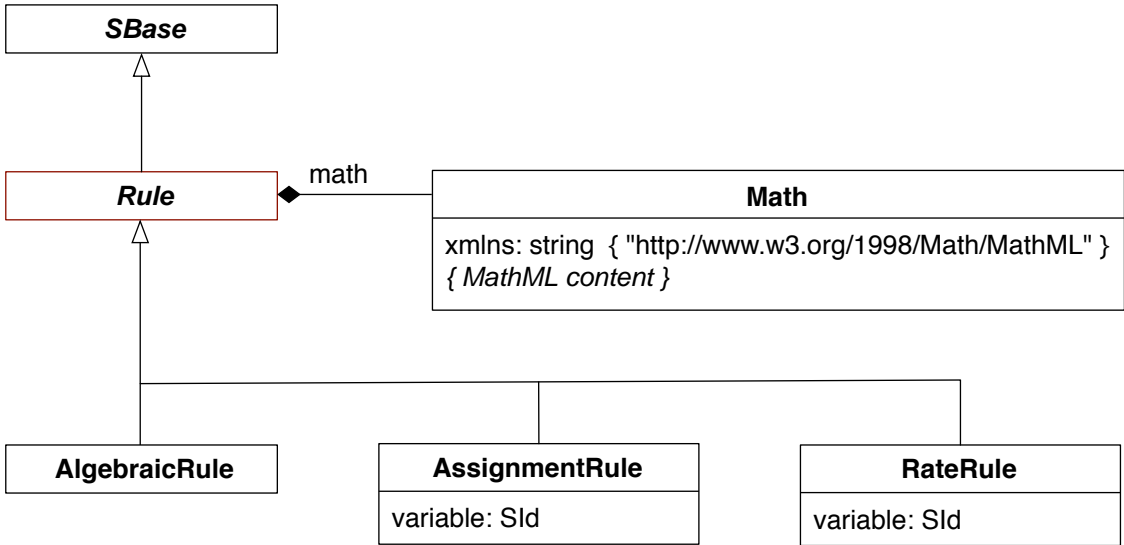 SBase
Rule
math
Math
xmlns: string { "http://www.w3.org/1998/Math/MathML" }
{ MathML content }
AlgebraicRule
AssignmentRule
variable: SId
RateRule
variable: SId